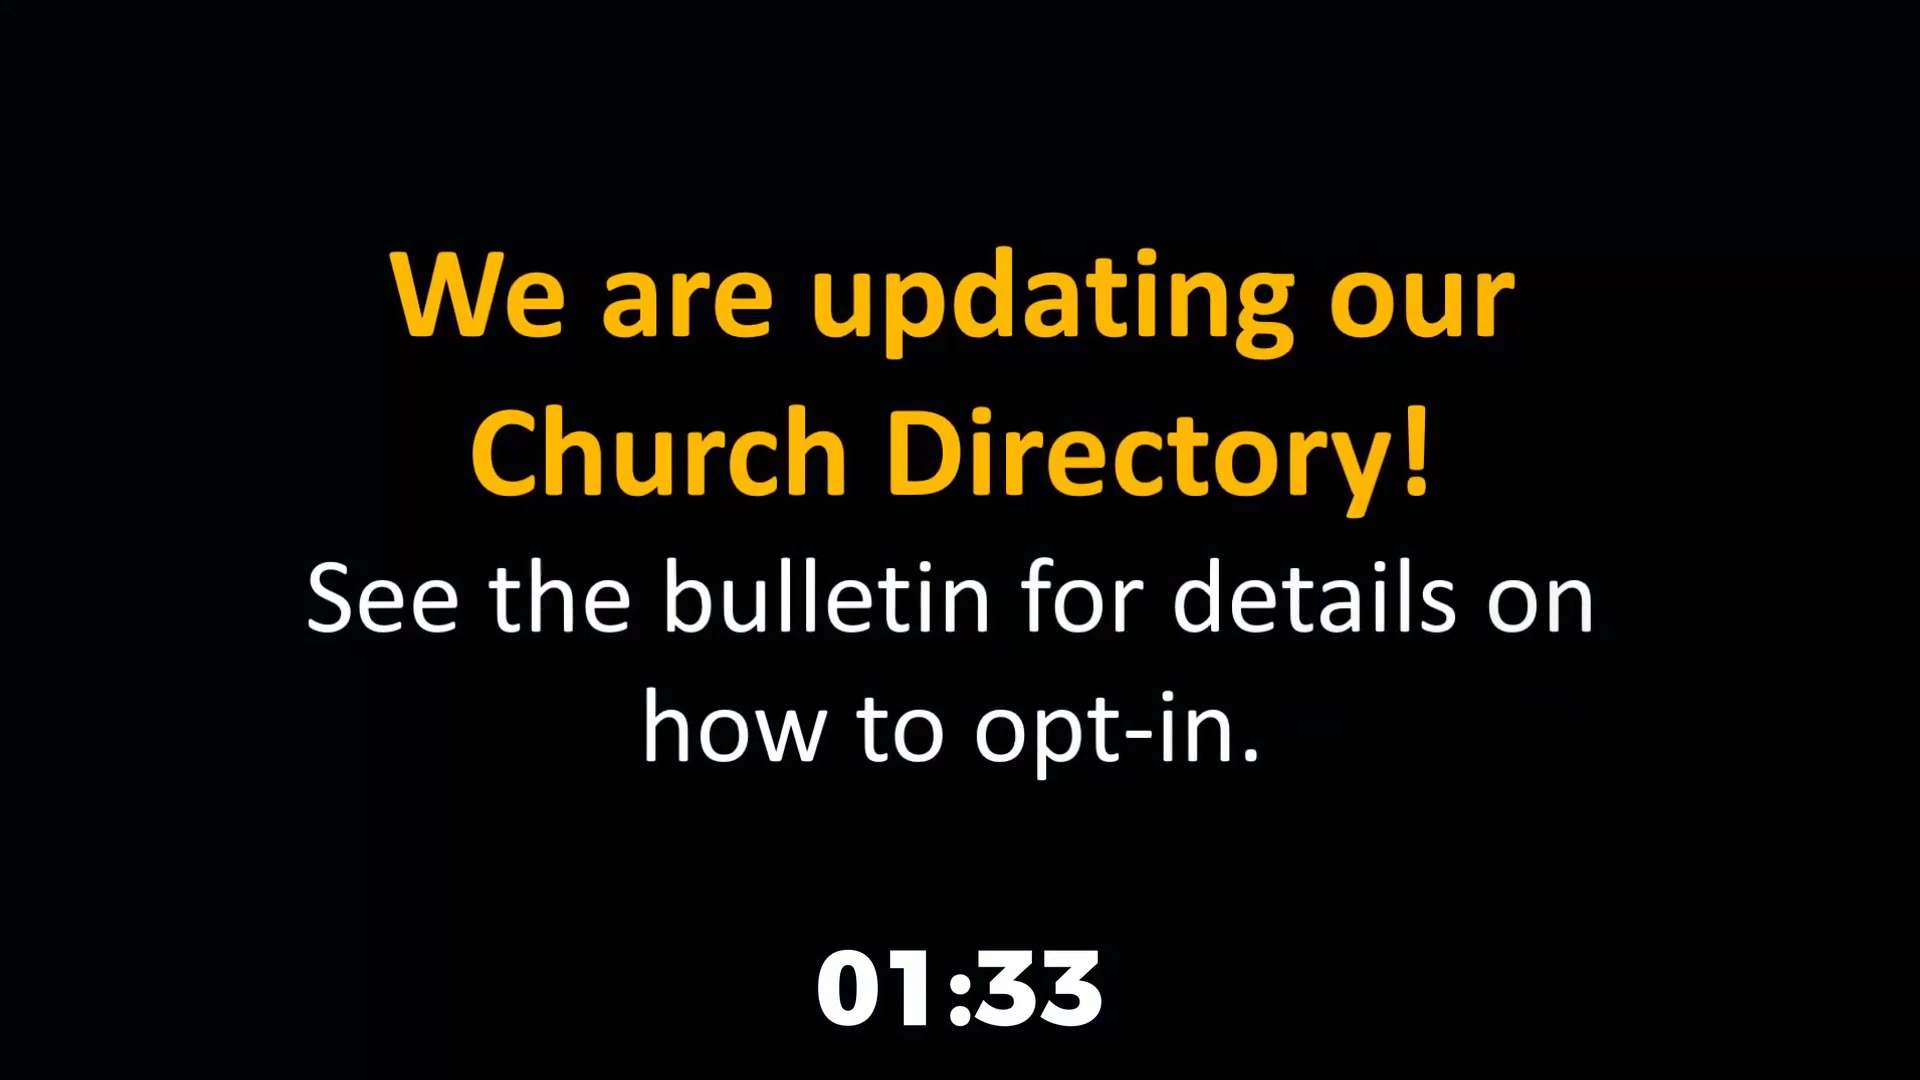 We are updating our
Church Directory!
See the bulletin for details on
how to opt-in.
01:33